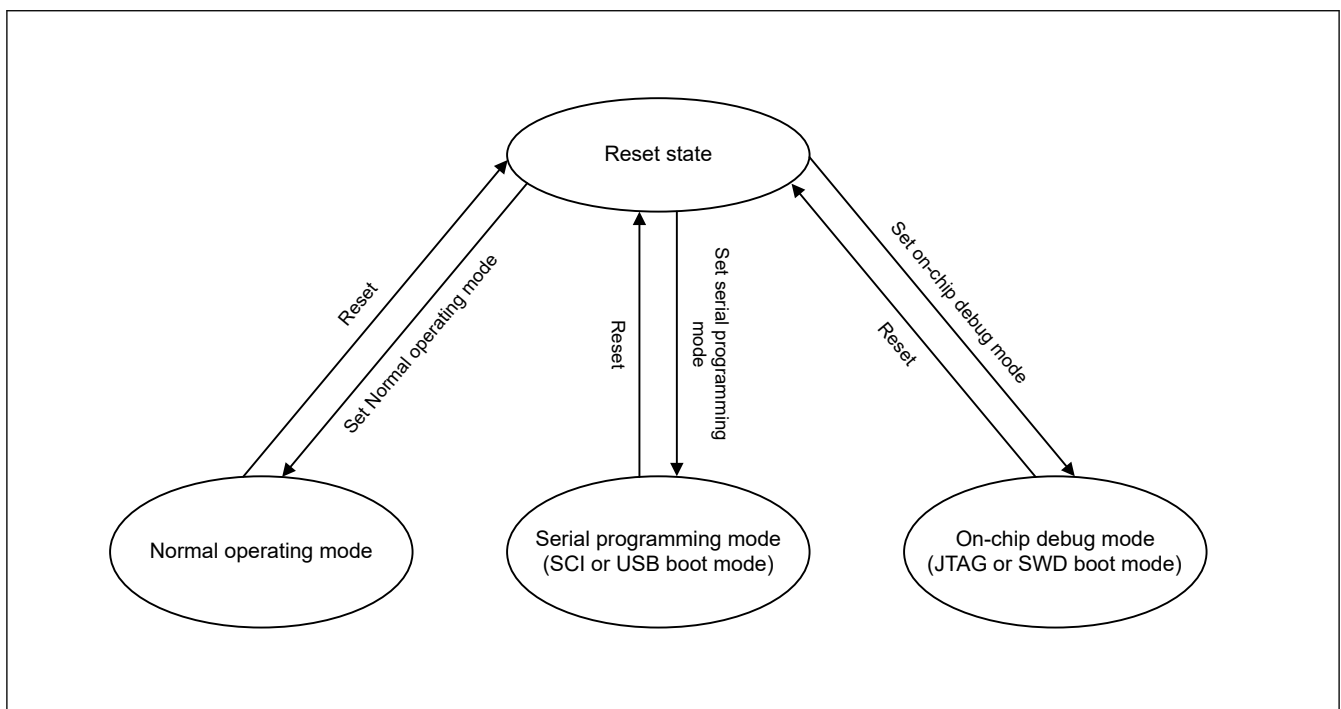 Reset state
Reset
Set Normal operating mode
Reset
Set serial programming
mode
Set on-chip debug mode
Reset
Normal operating mode
Serial programming mode
(SCI or USB boot mode)
On-chip debug mode
(JTAG or SWD boot mode)